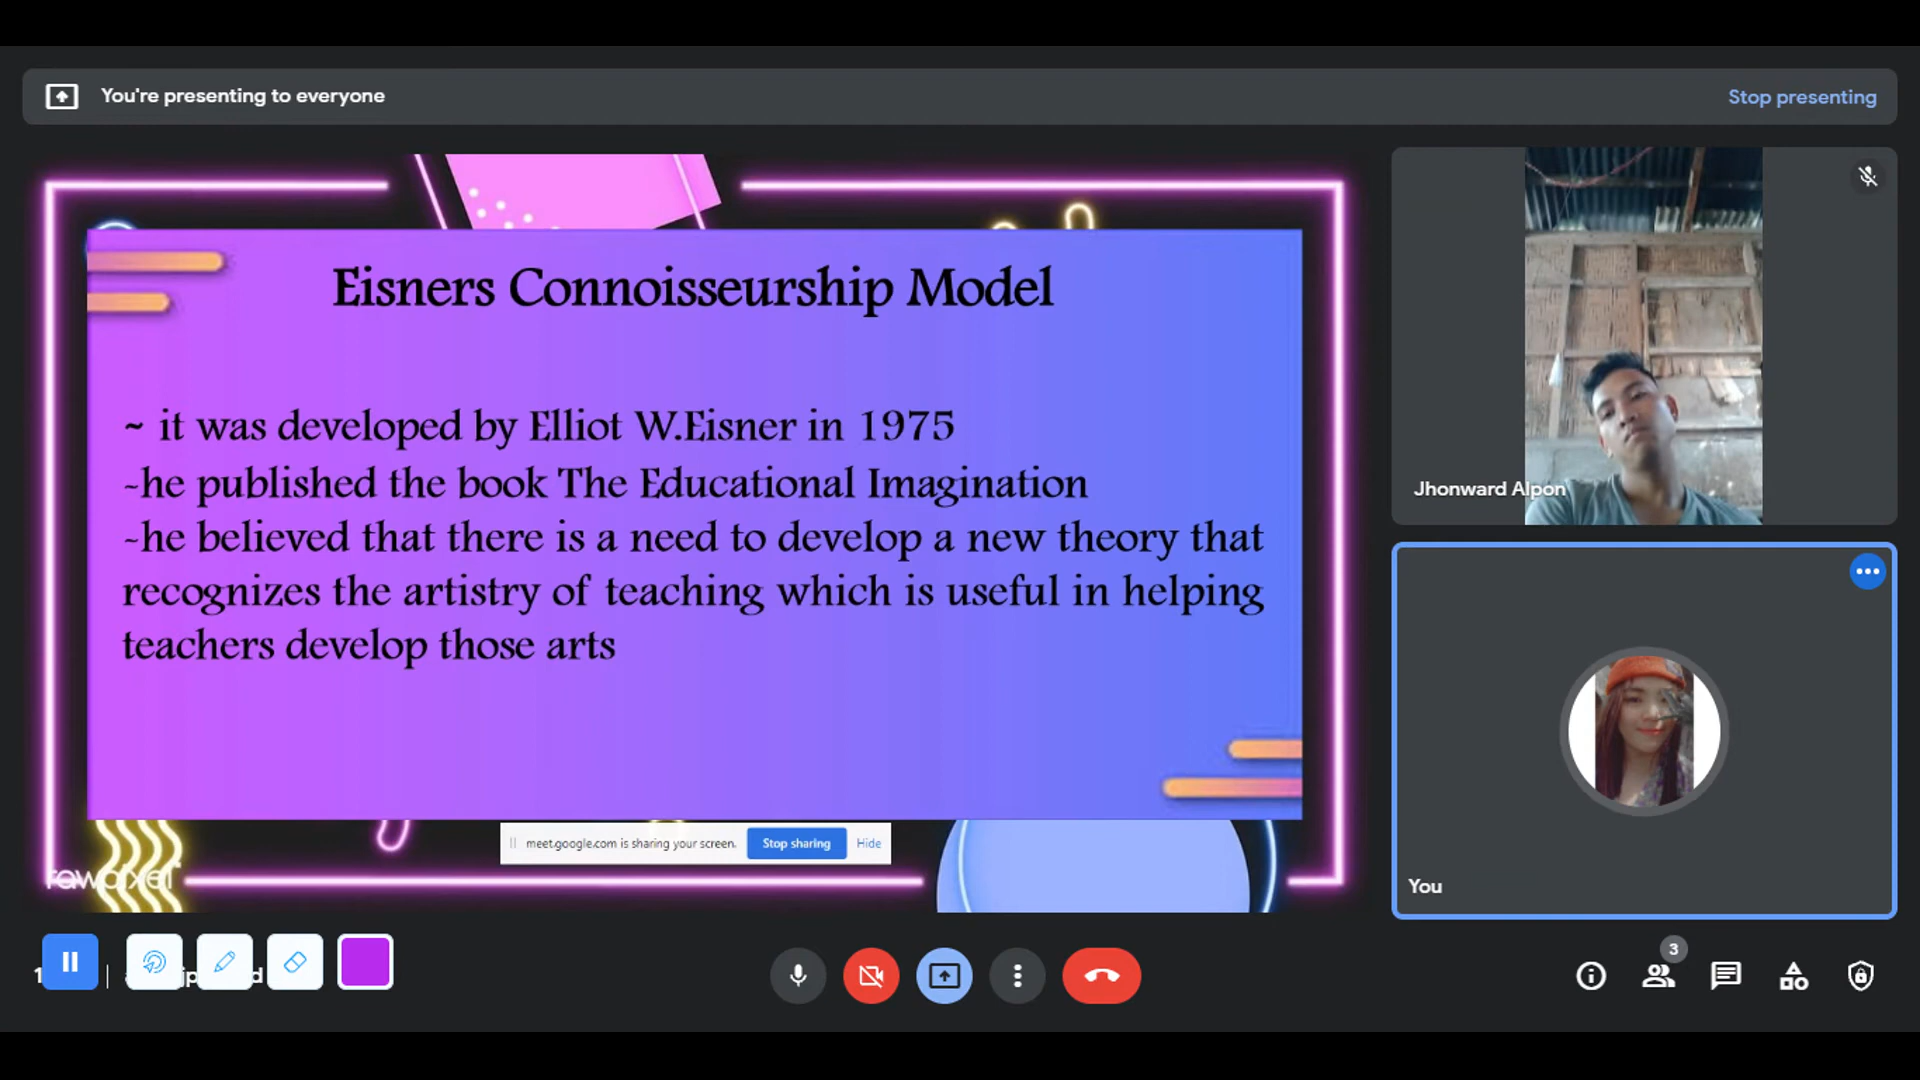 You're presenting to everyone
Stop presenting
Eisners Connoisseurship Model
~ it was developed by Elliot W.Eisner in 1975
~he published the book The Educational Imagination
~he believed that there is a need to develop a new theory that
recognizes the artistry of teaching which is useful in helping
teachers develop those arts
meet.google.com is sharing your screen.
Stop sharing
Hide
rawpixel
Jhonward Alpon
You
3